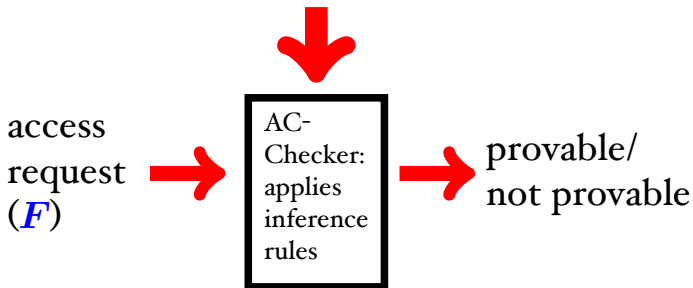 access
request
(F)
AC-
Checker:
applies
inference
rules
provable/
not provable